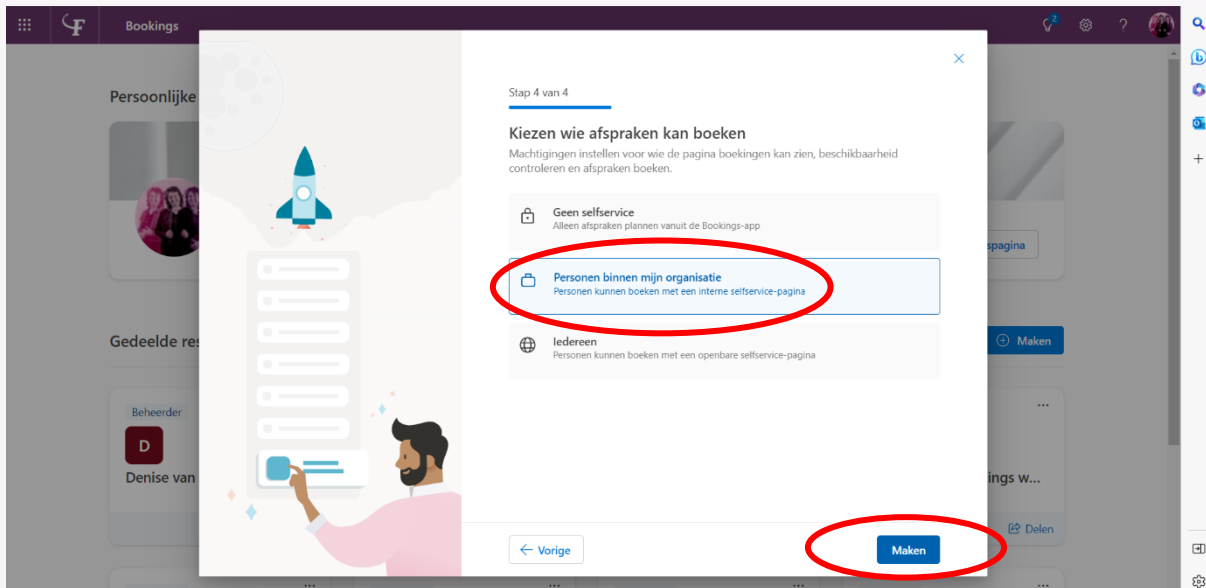 Bookings
2
?
Persoonlijke
Stap 4 van 4
Kiezen wie afspraken kan boeken
Machtigingen instellen voor wie de pagina boekingen kan zien, beschikbaarheid
controleren en afspraken boeken.
Geen selfservice
Alleen afspraken plannen vanuit de Bookings-app
spagina
Personen binnen mijn organisatie
Personen kunnen boeken met een interne selfservice-pagina
Gedeelde res
Maken
Iedereen
Personen kunnen boeken met een openbare selfservice-pagina
Beheerder
D
Denise van
ings w...
Delen
Vorige
Maken